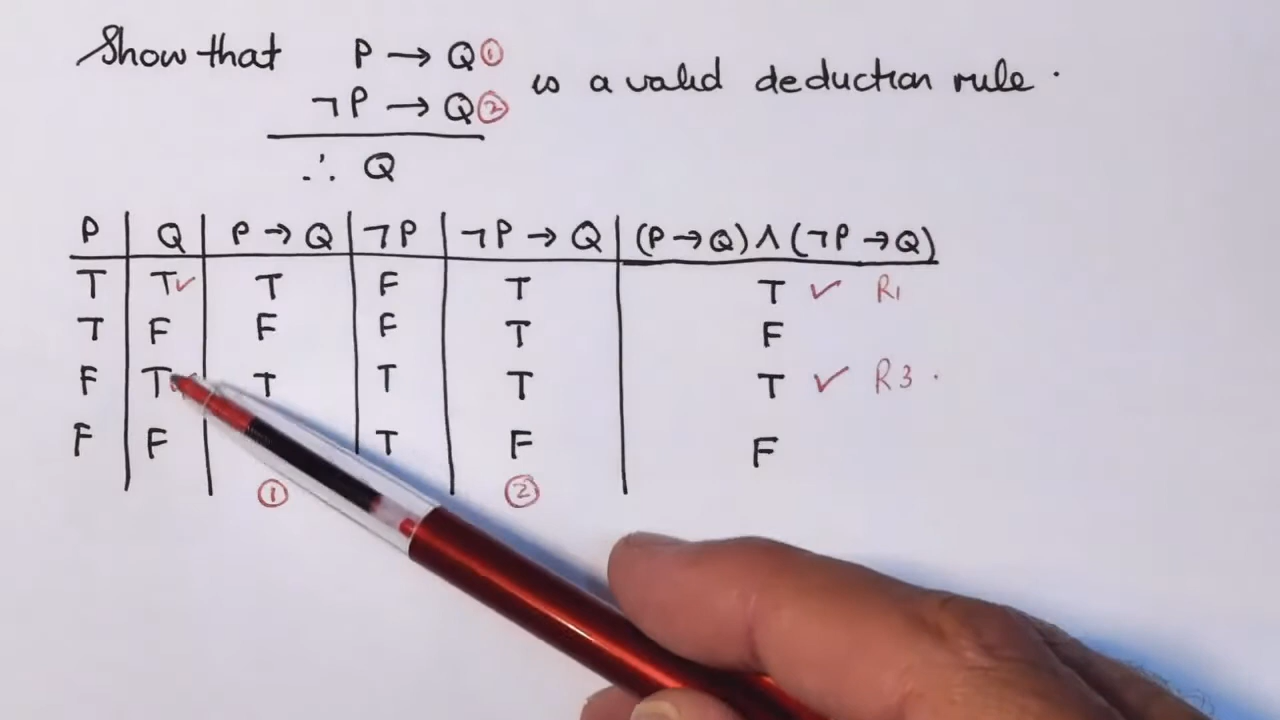 Show that P → Q ① is a valid deduction rule.
¬P → Q ②
∴ Q
P Q P → Q ¬P ¬P → Q (P → Q) ∧ (¬P → Q)
T T✓ T F T T ✓ R1
T F F F T F
F T T T T T ✓ R3.
F F T F F
① ②